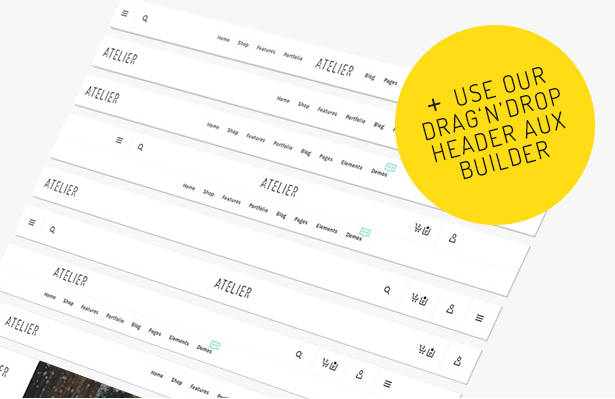 Home Shop Features Portfolio ATELIER Blog Pages
ATELIER
Home Shop Features Portfolio Blog
ATELIER
Home Shop Features Portfolio Blog Pages Elements Demos
ATELIER
Home Shop Features Portfolio Blog Pages Elements Demos
ATELIER
ATELIER
ATELIER
Home Shop Features Portfolio Blog Pages Elements Demos
ATELIER
Home Shop Features
+ USE OUR
DRAG'N'DROP
HEADER AUX
BUILDER